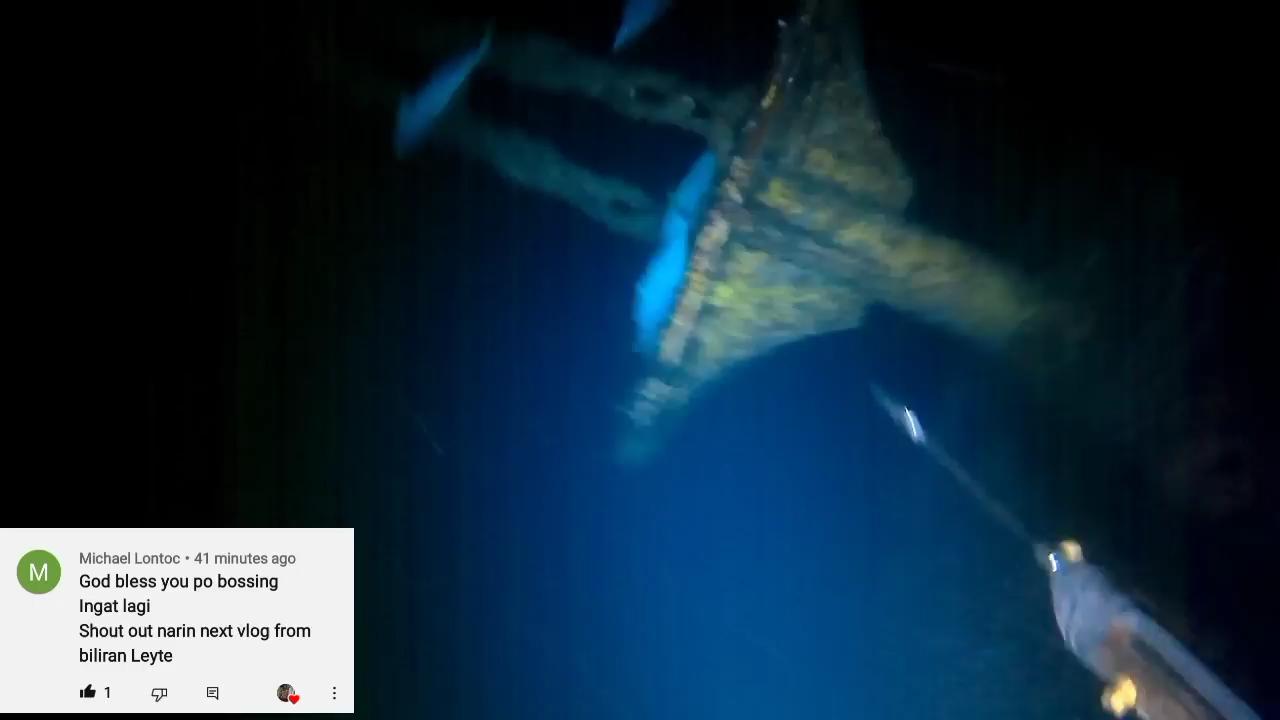 M
Michael Lontoc • 41 minutes ago
God bless you po bossing
Ingat lagi
Shout out narin next vlog from
biliran Leyte
1